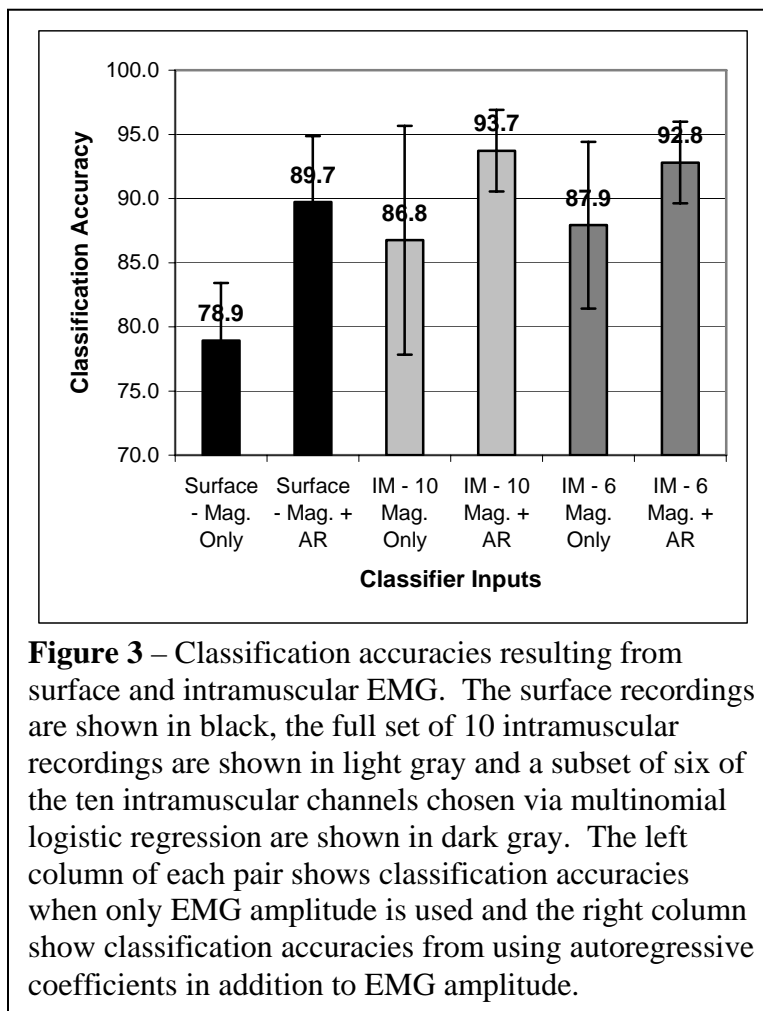 100.0
95.0
90.0
85.0
80.0
75.0
70.0
Classification Accuracy
78.9
89.7
86.8
93.7
87.9
92.8
Surface
- Mag.
Only
Surface
- Mag. +
AR
IM - 10
Mag.
Only
IM - 10
Mag. +
AR
IM - 6
Mag.
Only
IM - 6
Mag. +
AR
Classifier Inputs
Figure 3 – Classification accuracies resulting from
surface and intramuscular EMG.  The surface recordings
are shown in black, the full set of 10 intramuscular
recordings are shown in light gray and a subset of six of
the ten intramuscular channels chosen via multinomial
logistic regression are shown in dark gray.  The left
column of each pair shows classification accuracies
when only EMG amplitude is used and the right column
show classification accuracies from using autoregressive
coefficients in addition to EMG amplitude.